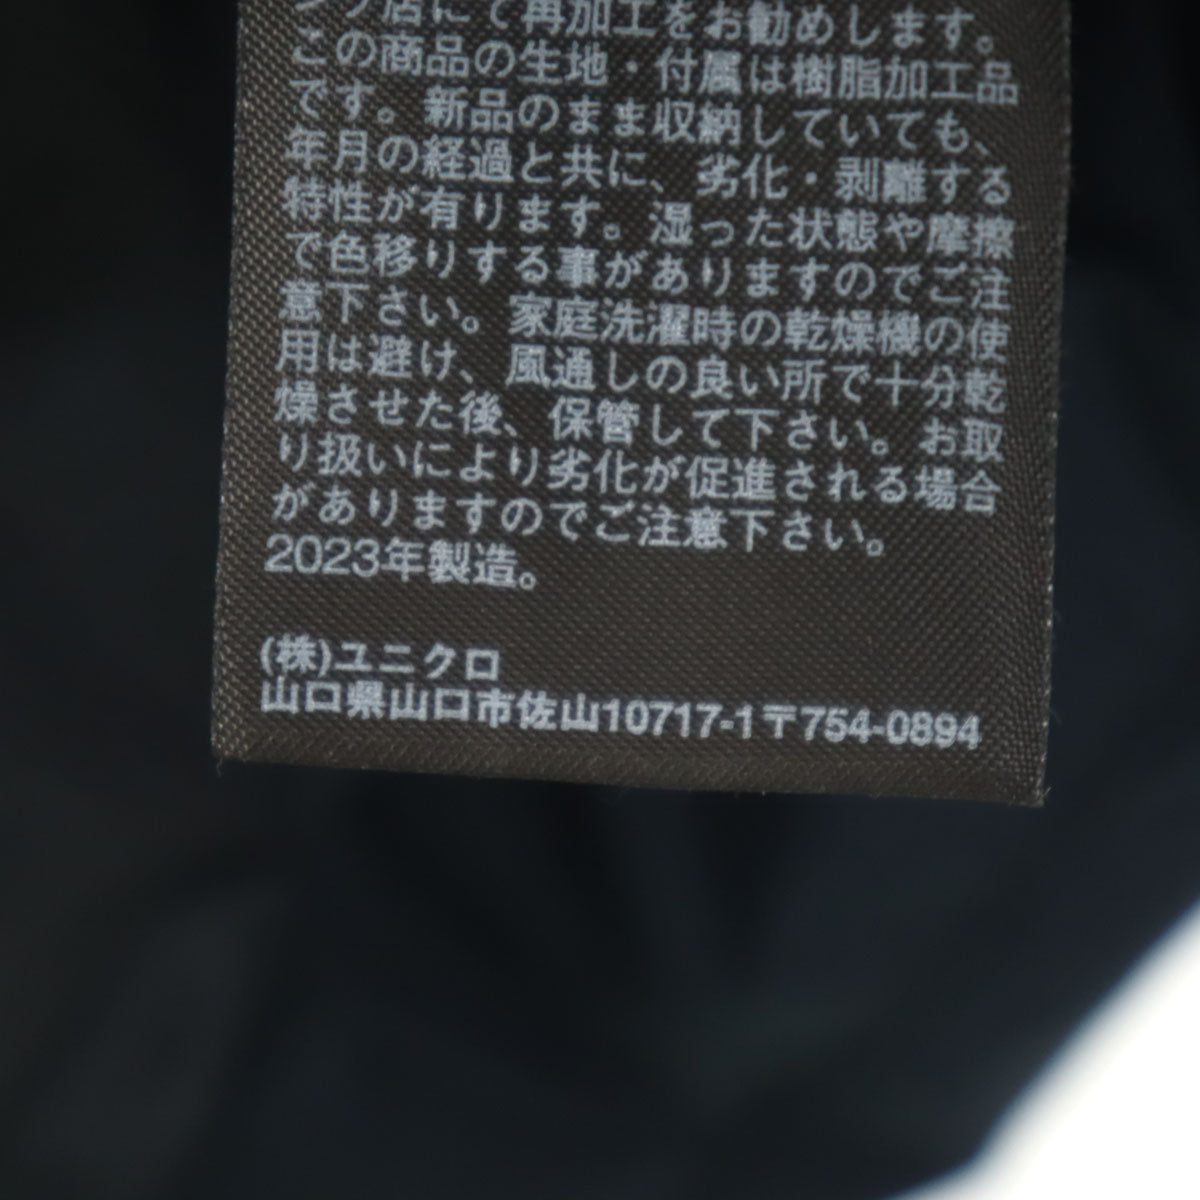 ング店にて再加工をお勧めします。
この商品の生地・付属は樹脂加工品
です。新品のまま収納していても、
年月の経過と共に、劣化・剥離する
特性が有ります。湿った状態や摩擦
で色移りする事がありますのでご注
意下さい。家庭洗濯時の乾燥機の使
用は避け、風通しの良い所で十分乾
燥させた後、保管して下さい。お取
り扱いにより劣化が促進される場合
がありますのでご注意下さい。
2023年製造。
(株)ユニクロ
山口県山口市佐山10717-1〒754-0894